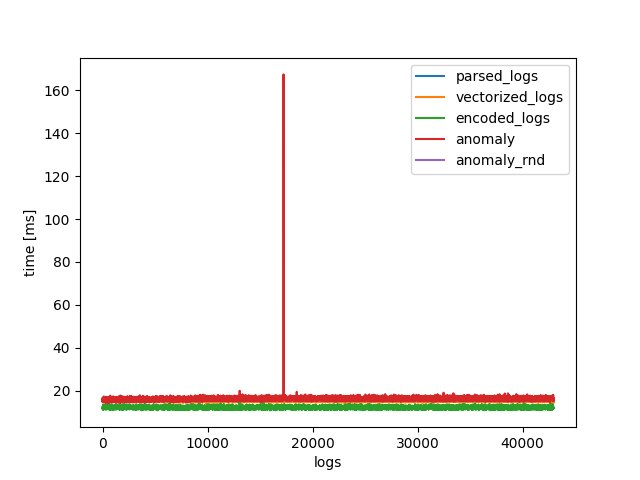 160
140
120
100
80
60
40
20
time [ms]
0
10000
20000
30000
40000
logs
parsed_logs
vectorized_logs
encoded_logs
anomaly
anomaly_rnd